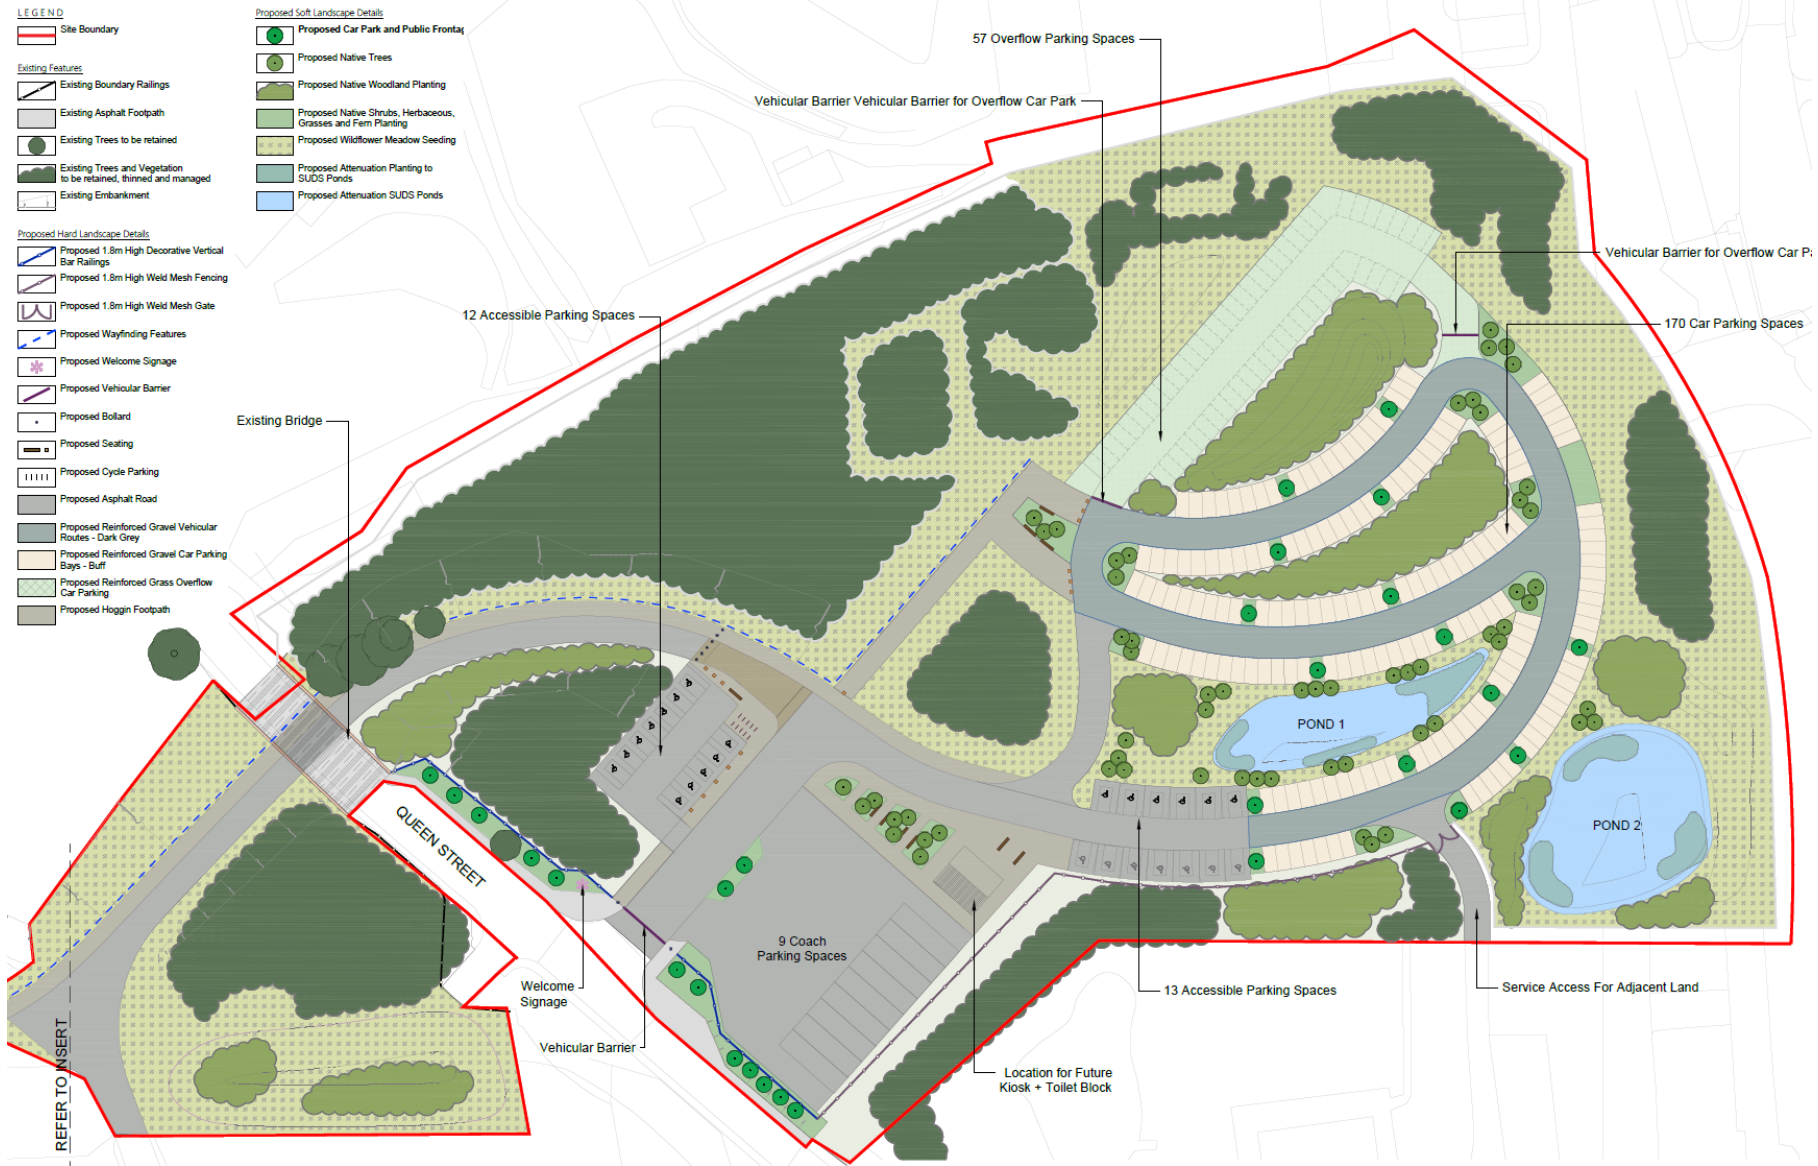 LEGEND
Site Boundary
Existing Features
Existing Boundary Railings
Existing Asphalt Footpath
Existing Trees to be retained
Existing Trees and Vegetation
to be retained, thinned and managed
Existing Embankment
Proposed Hard Landscape Details
Proposed 1.8m High Decorative Vertical
Bar Railings
Proposed 1.8m High Weld Mesh Fencing
Proposed 1.8m High Weld Mesh Gate
Proposed Wayfinding Features
Proposed Welcome Signage
Proposed Vehicular Barrier
Proposed Bollard
Proposed Seating
Proposed Cycle Parking
Proposed Asphalt Road
Proposed Reinforced Gravel Vehicular
Routes - Dark Grey
Proposed Reinforced Gravel Car Parking
Bays - Buff
Proposed Reinforced Grass Overflow
Car Parking
Proposed Hoggin Footpath
Proposed Soft Landscape Details
Proposed Car Park and Public Frontag
Proposed Native Trees
Proposed Native Woodland Planting
Proposed Native Shrubs, Herbaceous,
Grasses and Fern Planting
Proposed Wildflower Meadow Seeding
Proposed Attenuation Planting to
SUDS Ponds
Proposed Attenuation SUDS Ponds
57 Overflow Parking Spaces
Vehicular Barrier Vehicular Barrier for Overflow Car Park
Vehicular Barrier for Overflow Car Pa
12 Accessible Parking Spaces
170 Car Parking Spaces
Existing Bridge
POND 1
POND 2
QUEEN STREET
9 Coach
Parking Spaces
Welcome
Signage
13 Accessible Parking Spaces
Service Access For Adjacent Land
Vehicular Barrier
Location for Future
Kiosk + Toilet Block
REFER TO INSERT